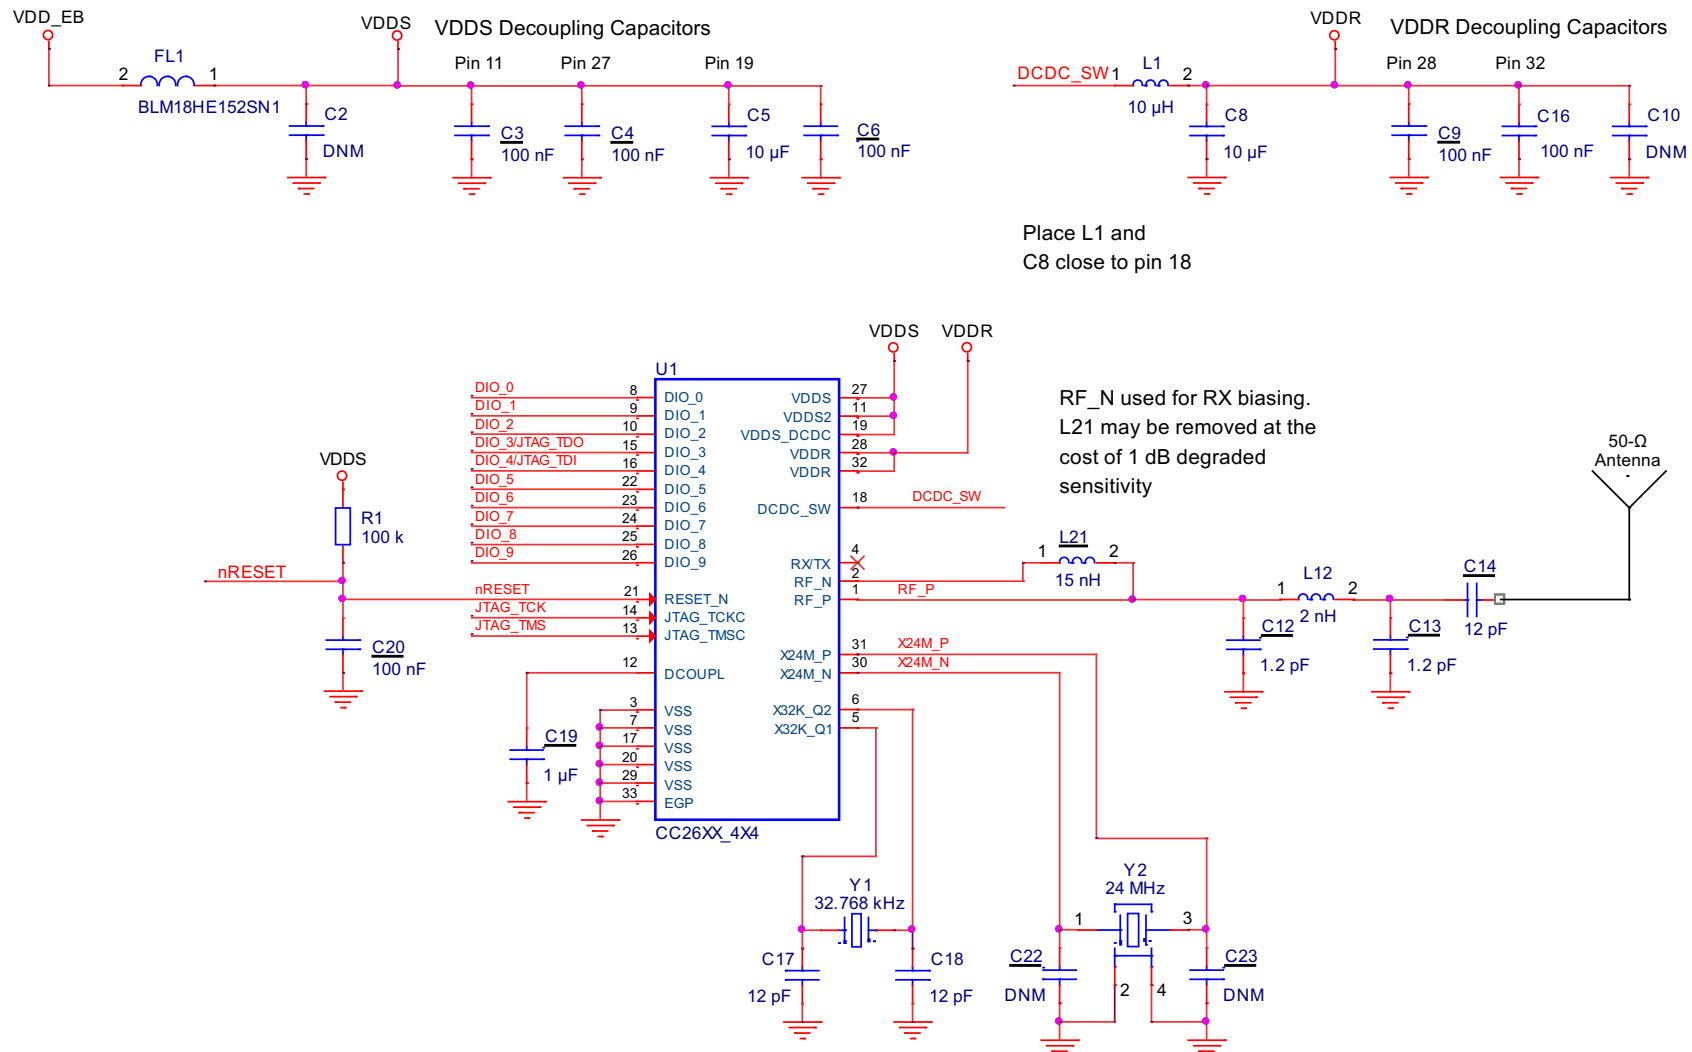 VDD_EB
VDDS
VDDS Decoupling Capacitors
VDDR
VDDR Decoupling Capacitors
FL1
2
1
BLM18HE152SN1
Pin 11
Pin 27
Pin 19
DCDC_SW
1
L1
2
10 µH
Pin 28
Pin 32
C2
DNM
C3
100 nF
C4
100 nF
C5
10 µF
C6
100 nF
C8
10 µF
C9
100 nF
C16
100 nF
C10
DNM
Place L1 and
C8 close to pin 18
VDDS
VDDR
U1
DIO_0
8
DIO_0
DIO_1
9
DIO_1
DIO_2
10
DIO_2
DIO_3/JTAG_TDO
15
DIO_3
DIO_4/JTAG_TDI
16
DIO_4
DIO_5
22
DIO_5
DIO_6
23
DIO_6
DIO_7
24
DIO_7
DIO_8
25
DIO_8
DIO_9
26
DIO_9
nRESET
21
RESET_N
JTAG_TCK
14
JTAG_TCKC
JTAG_TMS
13
JTAG_TMSC
12
DCOUPL
3
VSS
7
VSS
17
VSS
20
VSS
29
VSS
33
EGP
CC26XX_4X4
VDDS
27
VDDS2
11
VDDS_DCDC
19
VDDR
28
VDDR
32
DCDC_SW
18
DCDC_SW
RX/TX
4
RF_N
2
RF_P
1
RF_P
X24M_P
31
X24M_P
X24M_N
30
X24M_N
X32K_Q2
6
X32K_Q1
5
VDDS
R1
100 k
nRESET
C20
100 nF
C19
1 µF
RF_N used for RX biasing.
L21 may be removed at the
cost of 1 dB degraded
sensitivity
50-Ω
Antenna
1
L21
2
15 nH
1
L12
2
2 nH
C14
12 pF
C12
1.2 pF
C13
1.2 pF
Y1
32.768 kHz
C17
12 pF
C18
12 pF
Y2
24 MHz
1
3
2
4
C22
DNM
C23
DNM